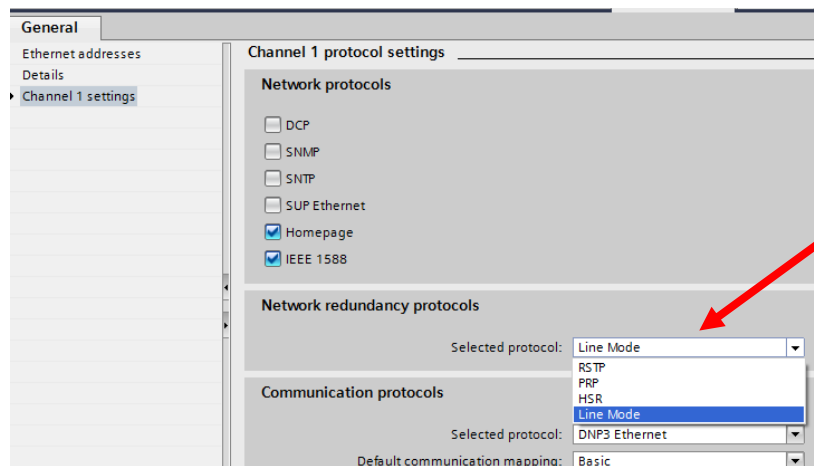 General
Ethernet addresses
Details
Channel 1 settings
Channel 1 protocol settings
Network protocols
DCP
SNMP
SNTP
SUP Ethernet
Homepage
IEEE 1588
Network redundancy protocols
Selected protocol: Line Mode
RSTP
PRP
HSR
Line Mode
Communication protocols
Selected protocol: DNP3 Ethernet
Default communication mapping: Basic